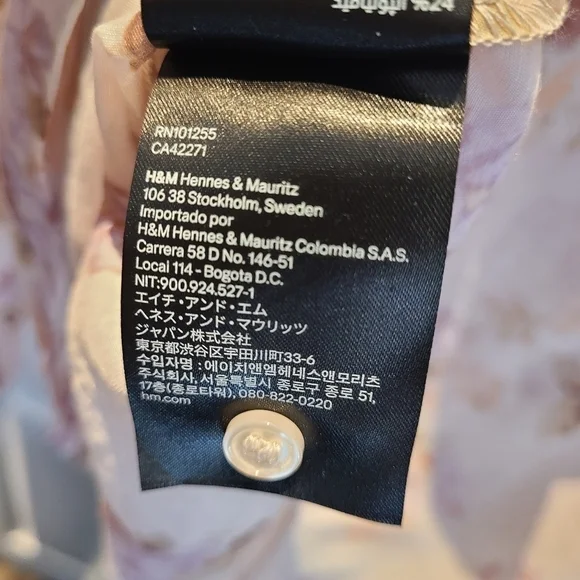 %24
RN101255
CA42271
H&M Hennes & Mauritz
106 38 Stockholm, Sweden
Importado por
H&M Hennes & Mauritz Colombia S.A.S.
Carrera 58 D No. 146-51
Local 114 - Bogota D.C.
NIT:900.924.527-1
エイチ・アンド・エム
ヘネス・アンド・マウリッツ
ジャパン株式会社
東京都渋谷区宇田川町33-6
수입자명 : 에이치앤엠헤네스앤모리츠
주식회사, 서울특별시 종로구 종로 51,
17층 (종로타워), 080-822-0220
hm.com